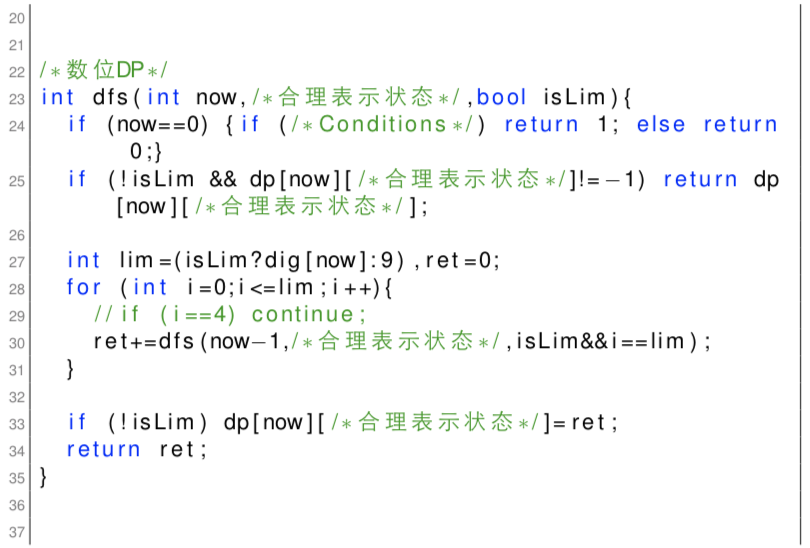 20
21
22 /*数位DP*/
23 int dfs(int now,/*合理表示状态*/,bool isLim){
24 if (now==0) {if (/*Conditions*/) return 1; else return
0;}
25 if (!isLim && dp[now][/*合理表示状态*/]!=-1) return dp
[now][/*合理表示状态*/];
26
27 int lim=(isLim?dig[now]:9),ret=0;
28 for (int i=0;i<=lim;i++){
29 //if (i==4) continue;
30 ret+=dfs(now-1,/*合理表示状态*/,isLim&&i==lim);
31 }
32
33 if (!isLim) dp[now][/*合理表示状态*/]=ret;
34 return ret;
35 }
36
37